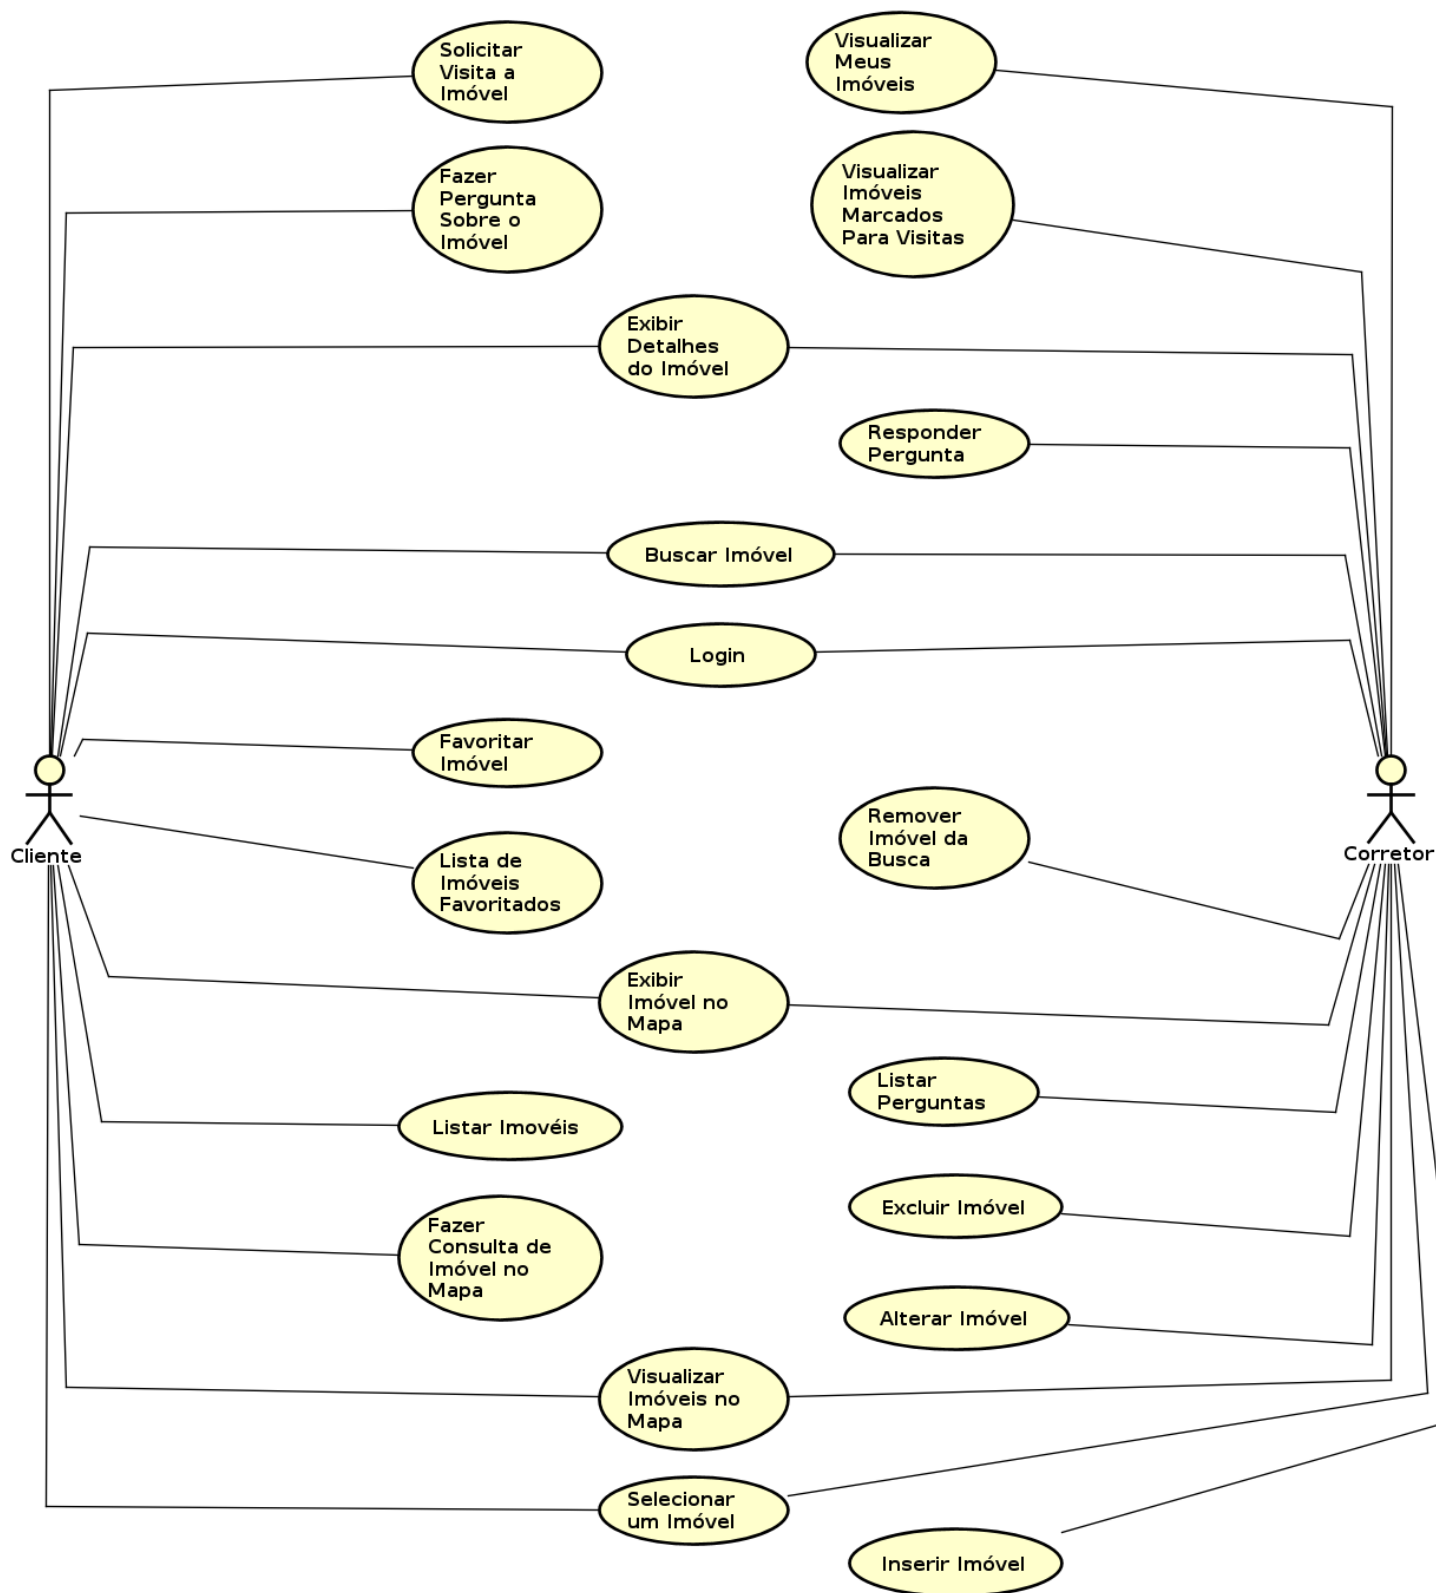 Solicitar
Visita a
Imóvel
Visualizar
Meus
Imóveis
Fazer
Pergunta
Sobre o
Imóvel
Visualizar
Imóveis
Marcados
Para Visitas
Exibir
Detalhes
do Imóvel
Responder
Pergunta
Buscar Imóvel
Login
Favoritar
Imóvel
Remover
Imóvel da
Busca
Cliente
Corretor
Lista de
Imóveis
Favoritados
Exibir
Imóvel no
Mapa
Listar
Perguntas
Listar Imovéis
Excluir Imóvel
Fazer
Consulta de
Imóvel no
Mapa
Alterar Imóvel
Visualizar
Imóveis no
Mapa
Selecionar
um Imóvel
Inserir Imóvel